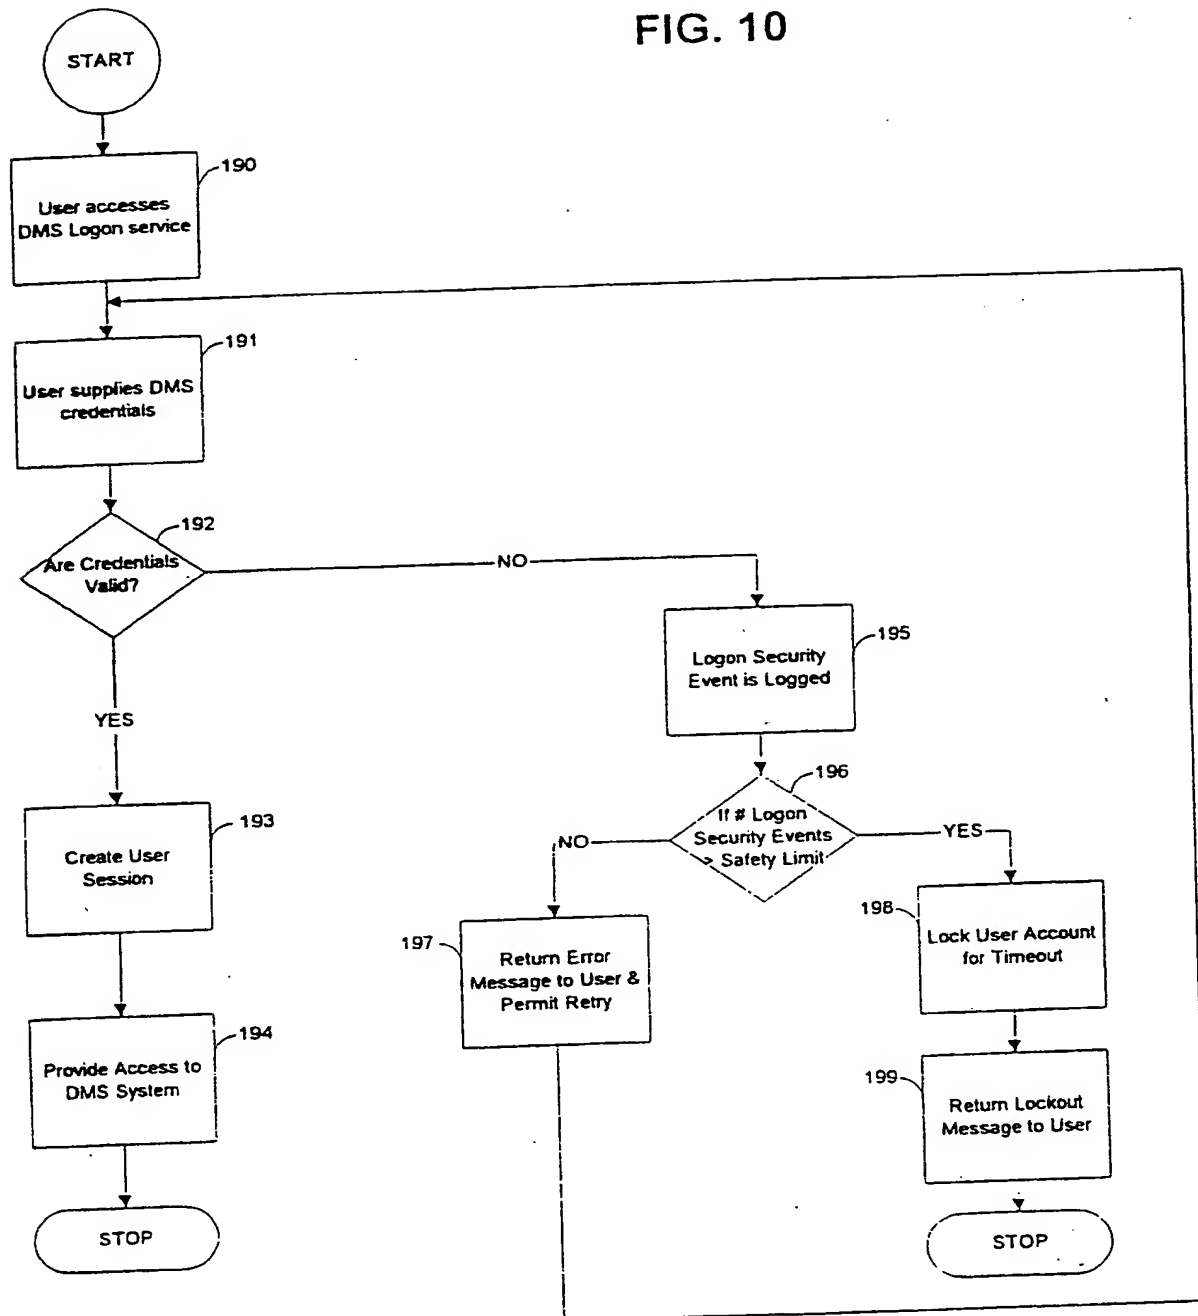 FIG. 10
START
190
User accesses
DMS Logon service
191
User supplies DMS
credentials
192
Are Credentials
Valid?
NO
YES
195
Logon Security
Event is Logged
196
If # Logon
Security Events
> Safety Limit
NO
YES
193
Create User
Session
197
Return Error
Message to User &
Permit Retry
198
Lock User Account
for Timeout
194
Provide Access to
DMS System
199
Return Lockout
Message to User
STOP
STOP